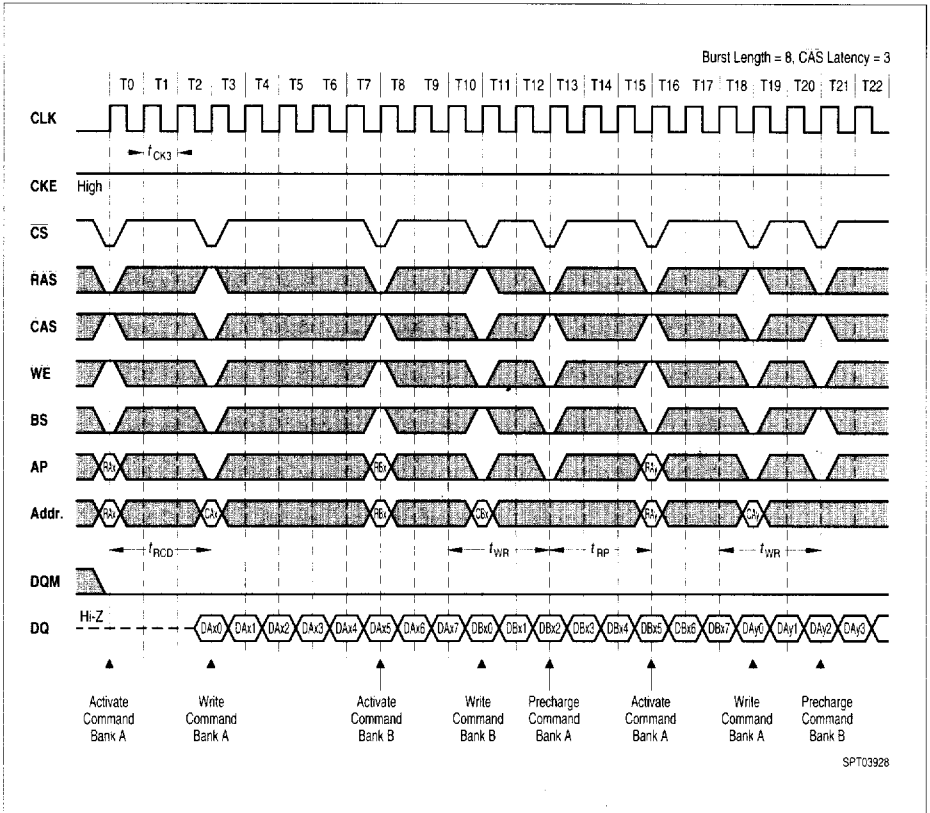 Burst Length = 8, CAS Latency = 3
T0 T1 T2 T3 T4 T5 T6 T7 T8 T9 T10 T11 T12 T13 T14 T15 T16 T17 T18 T19 T20 T21 T22
CLK
tCK3
CKE High
CS
RAS
CAS
WE
BS
AP RAx RBx RAy
Addr. RAx CAx RBx CBx RAy CAy
tRCD tWR tRP tWR
DQM
Hi-Z
DQ DAx0 DAx1 DAx2 DAx3 DAx4 DAx5 DAx6 DAx7 DBx0 DBx1 DBx2 DBx3 DBx4 DBx5 DBx6 DBx7 DAy0 DAy1 DAy2 DAy3
Activate Write Activate Write Precharge Activate Write Precharge
Command Command Command Command Command Command Command Command
Bank A Bank A Bank B Bank B Bank A Bank A Bank A Bank B
SPT03928